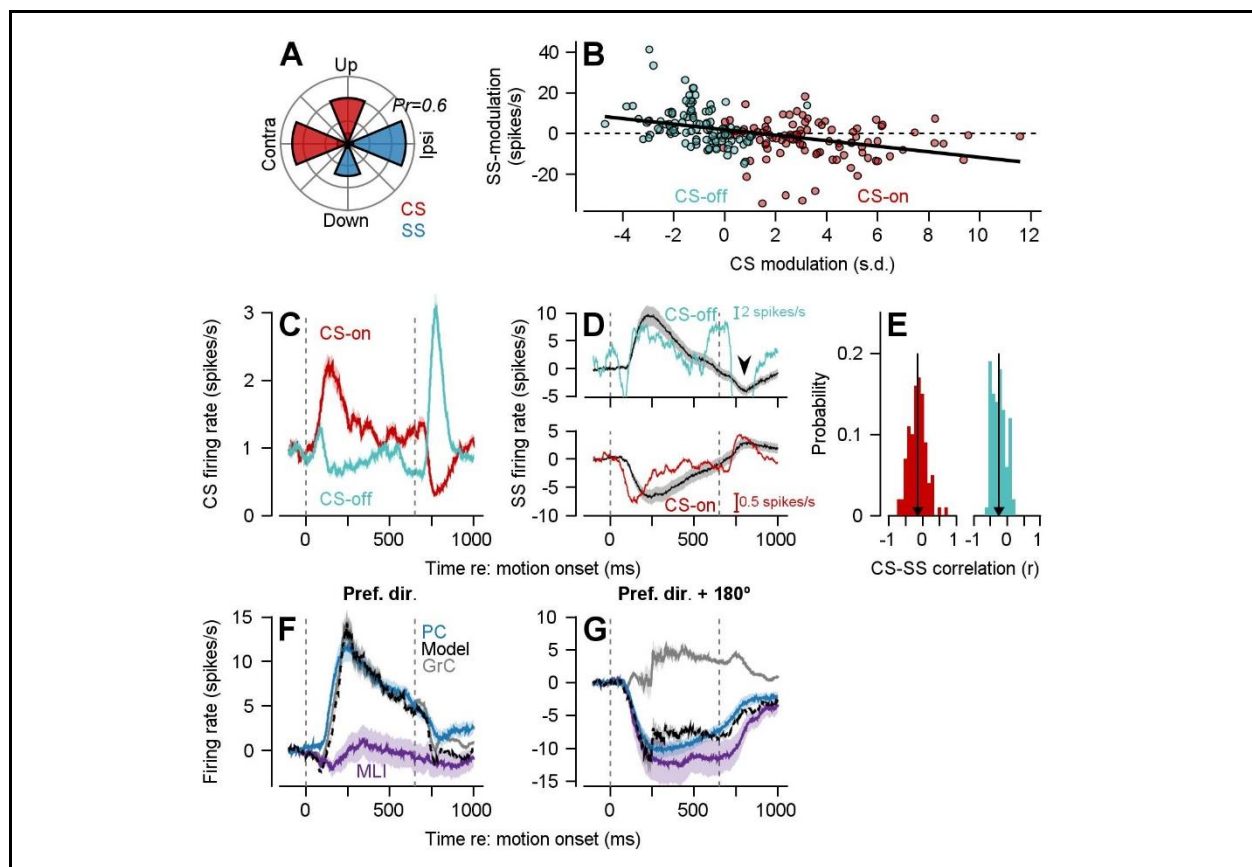 A
Up
Pr=0.6
Contra
Ipsi
Down
CS
SS
B
SS-modulation
(spikes/s)
40
20
0
-20
CS-off
CS-on
-4 -2 0 2 4 6 8 10 12
CS modulation (s.d.)
C
CS firing rate (spikes/s)
3
2
1
0
CS-on
CS-off
0 500 1000
D
SS firing rate (spikes/s)
10
5
0
-5
CS-off
2 spikes/s
5
0
-5
-10
CS-on
0.5 spikes/s
0 500 1000
Time re: motion onset (ms)
E
Probability
0.2
0.1
0
-1 0 1 -1 0 1
CS-SS correlation (r)
Pref. dir.
F
Firing rate (spikes/s)
15
10
5
0
PC
Model
GrC
MLI
0 500 1000
Pref. dir. + 180º
G
10
5
0
-5
-10
-15
0 500 1000
Time re: motion onset (ms)